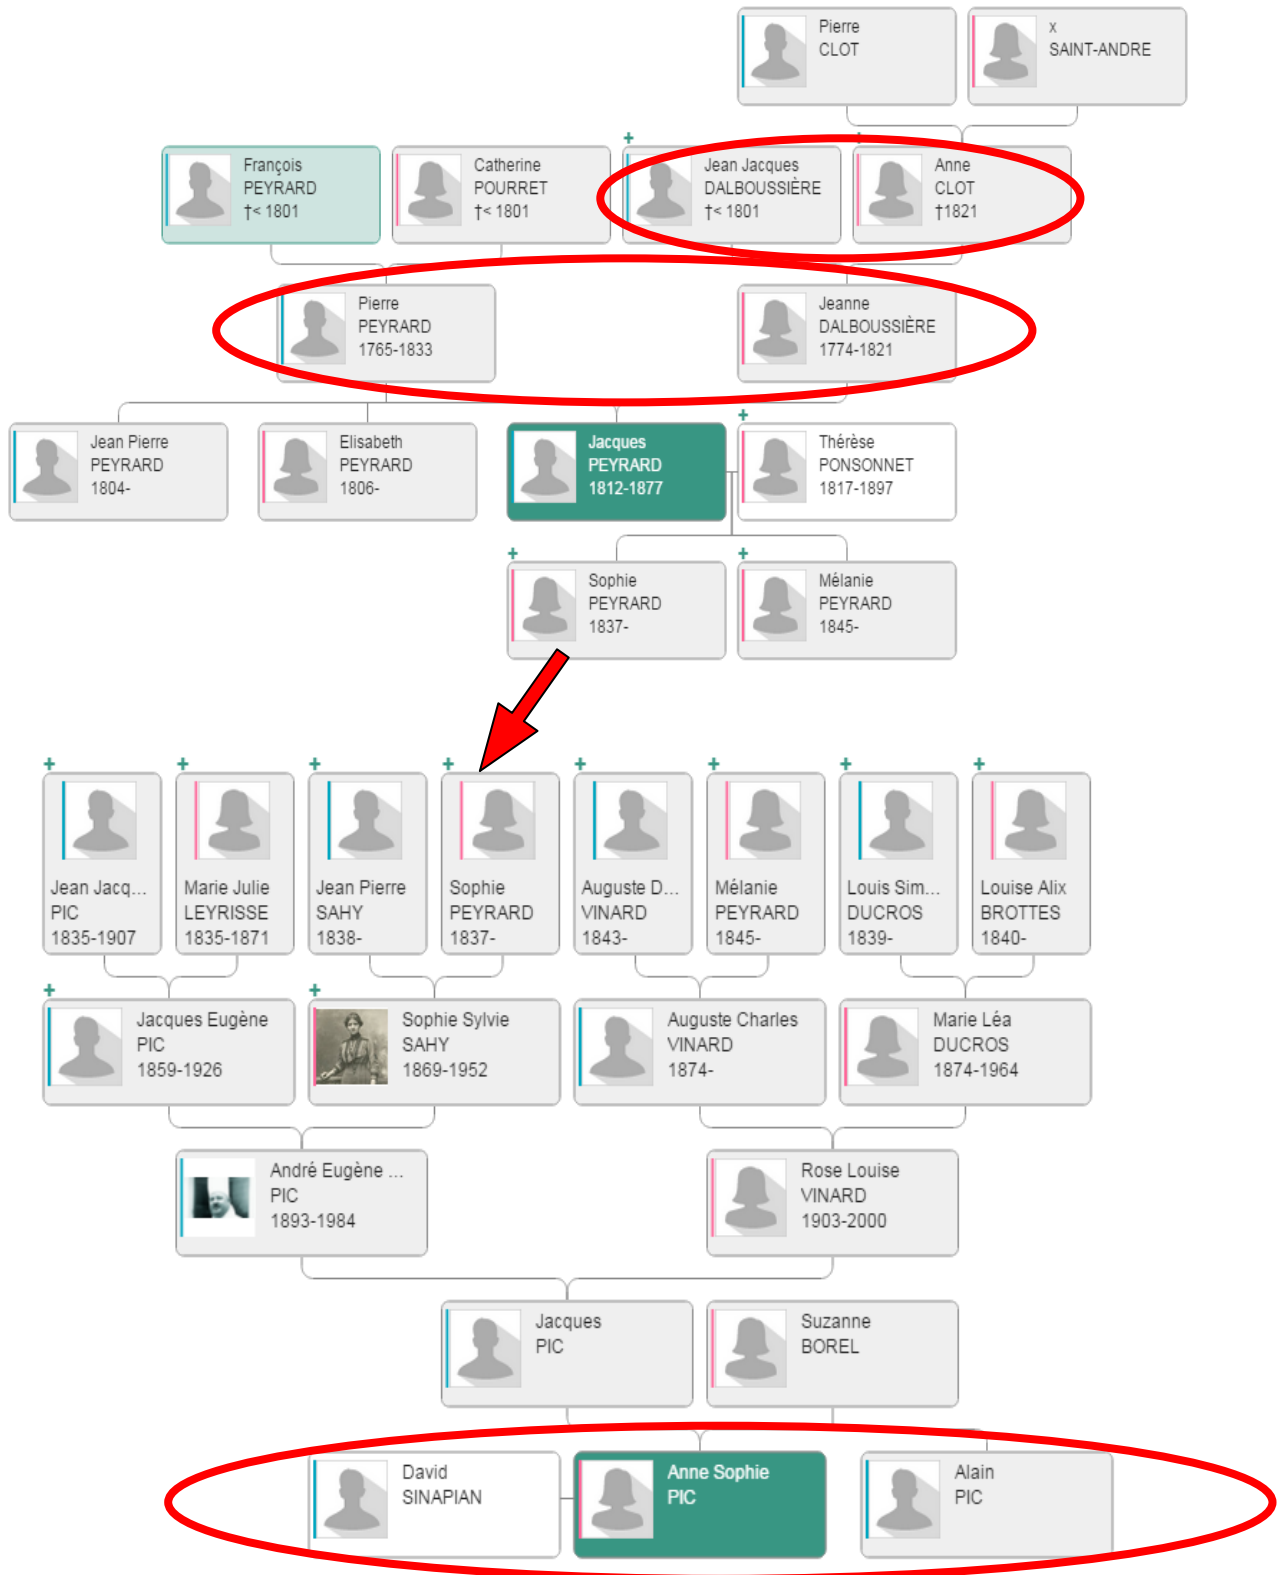 Pierre
CLOT
x
SAINT-ANDRE
François
PEYRARD
†< 1801
Catherine
POURRET
†< 1801
Jean Jacques
DALBOUSSIÈRE
†< 1801
Anne
CLOT
†1821
Pierre
PEYRARD
1765-1833
Jeanne
DALBOUSSIÈRE
1774-1821
Jean Pierre
PEYRARD
1804-
Elisabeth
PEYRARD
1806-
Jacques
PEYRARD
1812-1877
Thérèse
PONSONNET
1817-1897
Sophie
PEYRARD
1837-
Mélanie
PEYRARD
1845-
Jean Jacq...
PIC
1835-1907
Marie Julie
LEYRISSE
1835-1871
Jean Pierre
SAHY
1838-
Sophie
PEYRARD
1837-
Auguste D...
VINARD
1843-
Mélanie
PEYRARD
1845-
Louis Sim...
DUCROS
1839-
Louise Alix
BROTTES
1840-
Jacques Eugène
PIC
1859-1926
Sophie Sylvie
SAHY
1869-1952
Auguste Charles
VINARD
1874-
Marie Léa
DUCROS
1874-1964
André Eugène ...
PIC
1893-1984
Rose Louise
VINARD
1903-2000
Jacques
PIC
Suzanne
BOREL
David
SINAPIAN
Anne Sophie
PIC
Alain
PIC